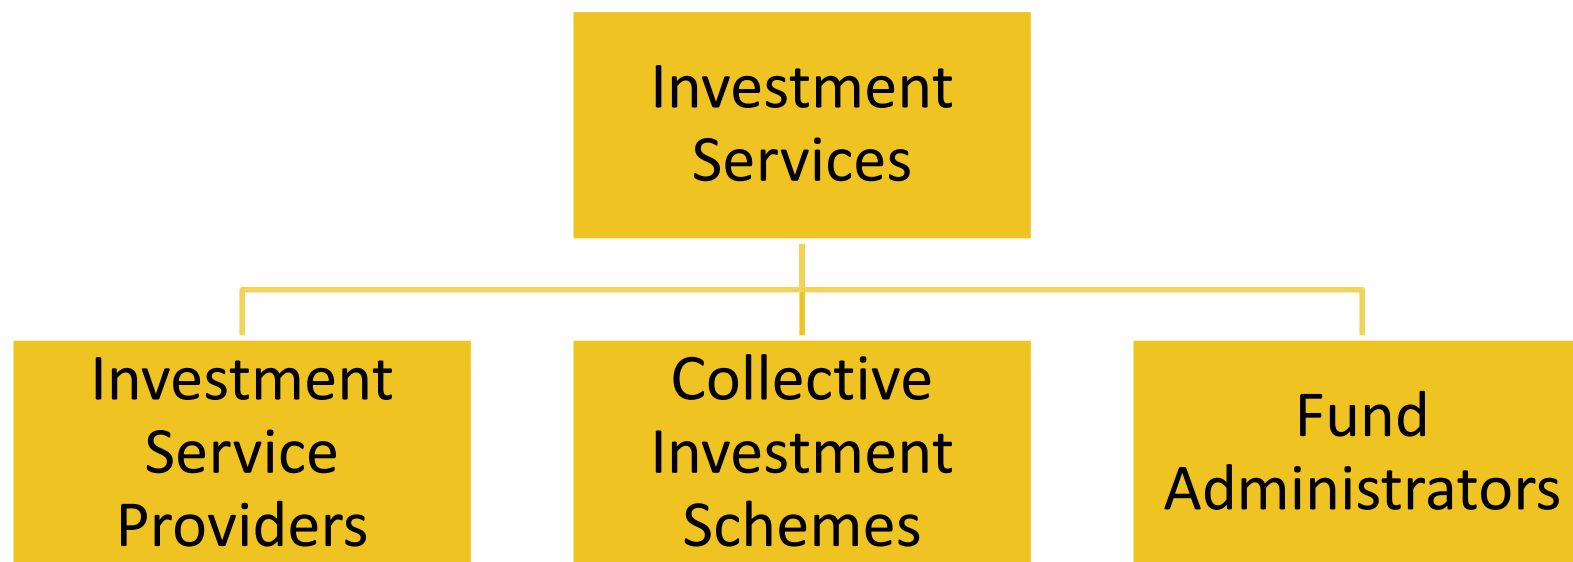 Investment
Services
Investment
Service
Providers
Collective
Investment
Schemes
Fund
Administrators